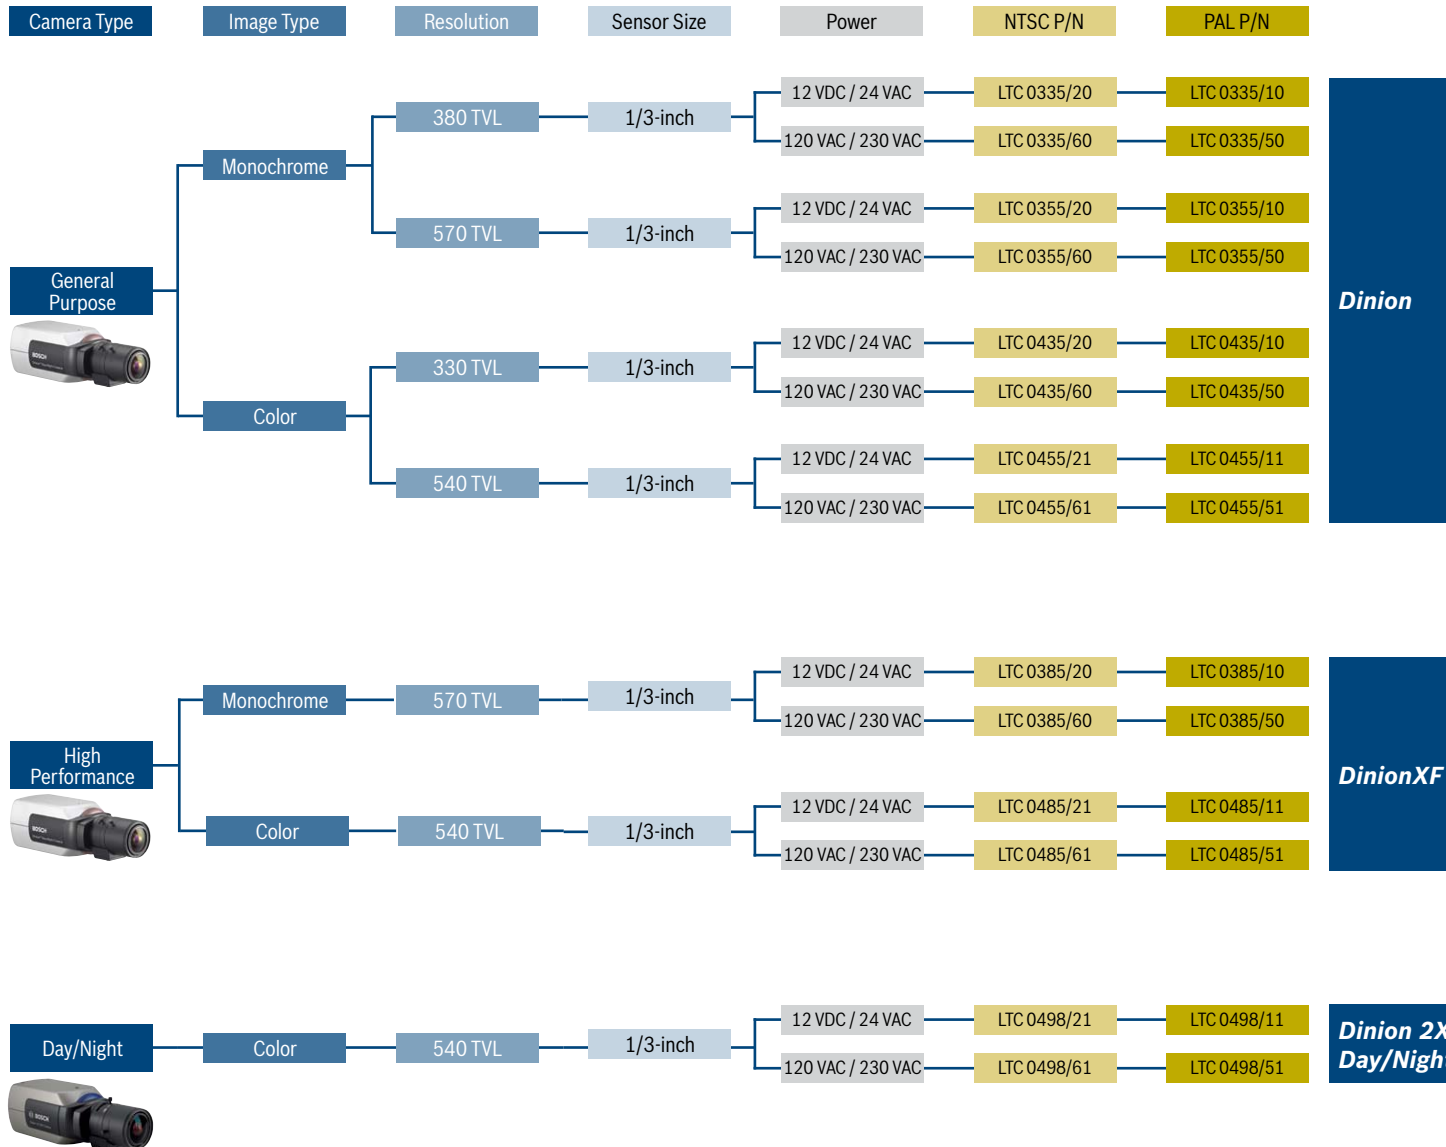 Camera Type Image Type Resolution Sensor Size Power NTSC P/N PAL P/N
12 VDC / 24 VAC LTC 0335/20 LTC 0335/10
380 TVL 1/3-inch
120 VAC / 230 VAC LTC 0335/60 LTC 0335/50
Monochrome
12 VDC / 24 VAC LTC 0355/20 LTC 0355/10
570 TVL 1/3-inch
120 VAC / 230 VAC LTC 0355/60 LTC 0355/50
General
Purpose
Dinion
BOSCH
12 VDC / 24 VAC LTC 0435/20 LTC 0435/10
330 TVL 1/3-inch
120 VAC / 230 VAC LTC 0435/60 LTC 0435/50
Color
12 VDC / 24 VAC LTC 0455/21 LTC 0455/11
540 TVL 1/3-inch
120 VAC / 230 VAC LTC 0455/61 LTC 0455/51
12 VDC / 24 VAC LTC 0385/20 LTC 0385/10
Monochrome 570 TVL 1/3-inch
120 VAC / 230 VAC LTC 0385/60 LTC 0385/50
High
Performance
DinionXF
BOSCH
12 VDC / 24 VAC LTC 0485/21 LTC 0485/11
Color 540 TVL 1/3-inch
120 VAC / 230 VAC LTC 0485/61 LTC 0485/51
12 VDC / 24 VAC LTC 0498/21 LTC 0498/11
Day/Night Color 540 TVL 1/3-inch
120 VAC / 230 VAC LTC 0498/61 LTC 0498/51
Dinion 2X
Day/Night
BOSCH